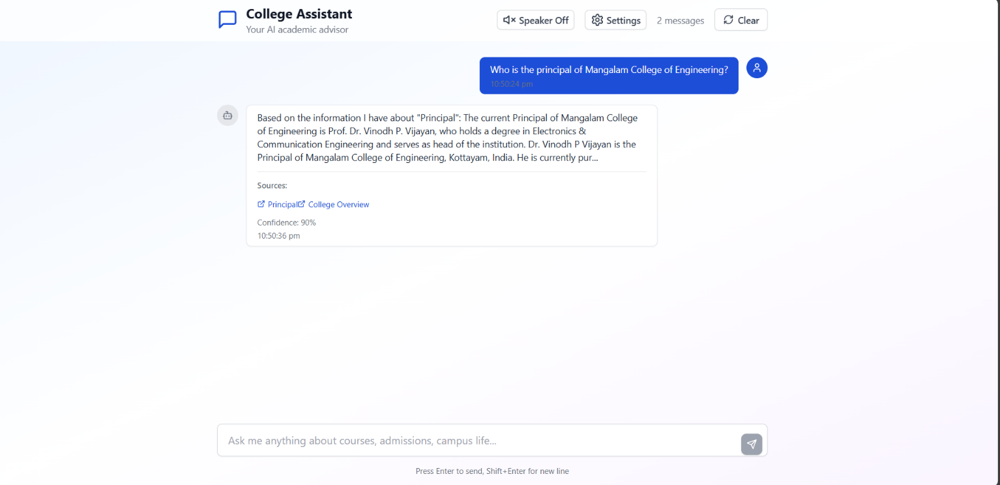 College Assistant
Your AI academic advisor
Speaker Off
Settings
2 messages
Clear
Who is the principal of Mangalam College of Engineering?
10:50:24 pm
Based on the information I have about "Principal": The current Principal of Mangalam College
of Engineering is Prof. Dr. Vinodh P. Vijayan, who holds a degree in Electronics &
Communication Engineering and serves as head of the institution. Dr. Vinodh P Vijayan is the
Principal of Mangalam College of Engineering, Kottayam, India. He is currently pur...
Sources:
Principal College Overview
Confidence: 90%
10:50:36 pm
Ask me anything about courses, admissions, campus life...
Press Enter to send, Shift+Enter for new line